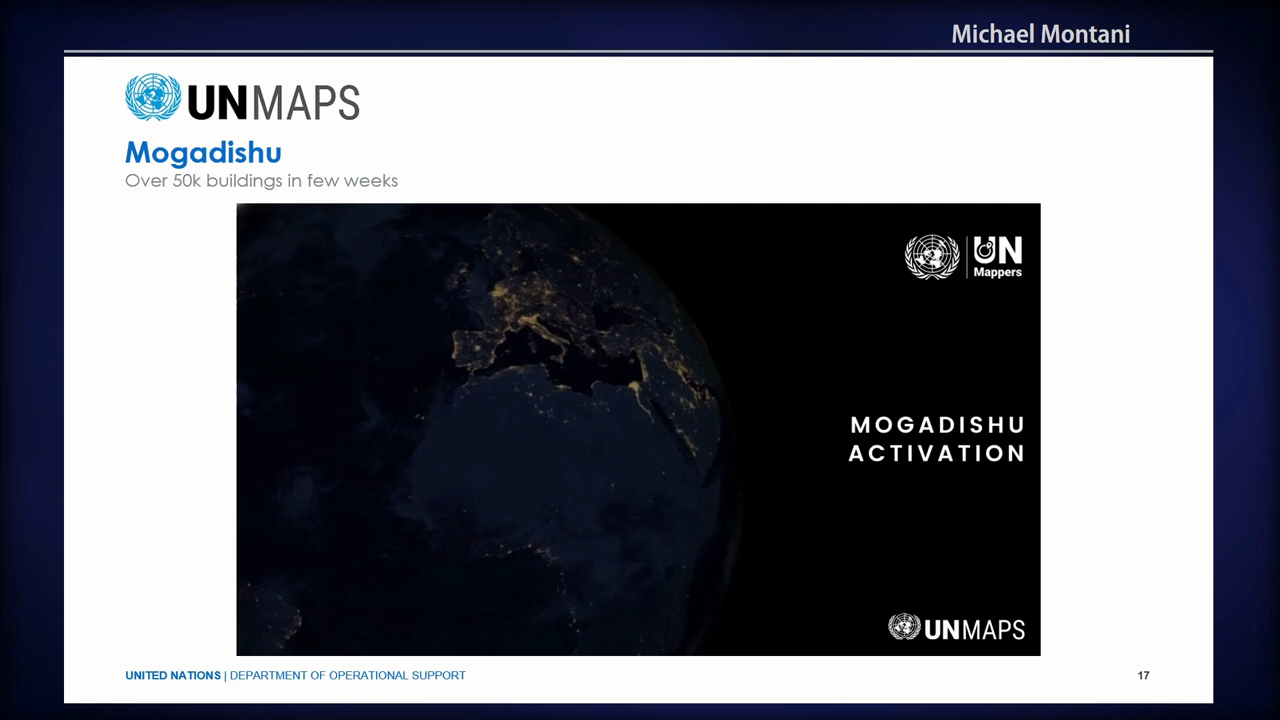 Michael Montani
UNMAPS
Mogadishu
Over 50k buildings in few weeks
UN
Mappers
MOGADISHU
ACTIVATION
UNMAPS
UNITED NATIONS | DEPARTMENT OF OPERATIONAL SUPPORT
17